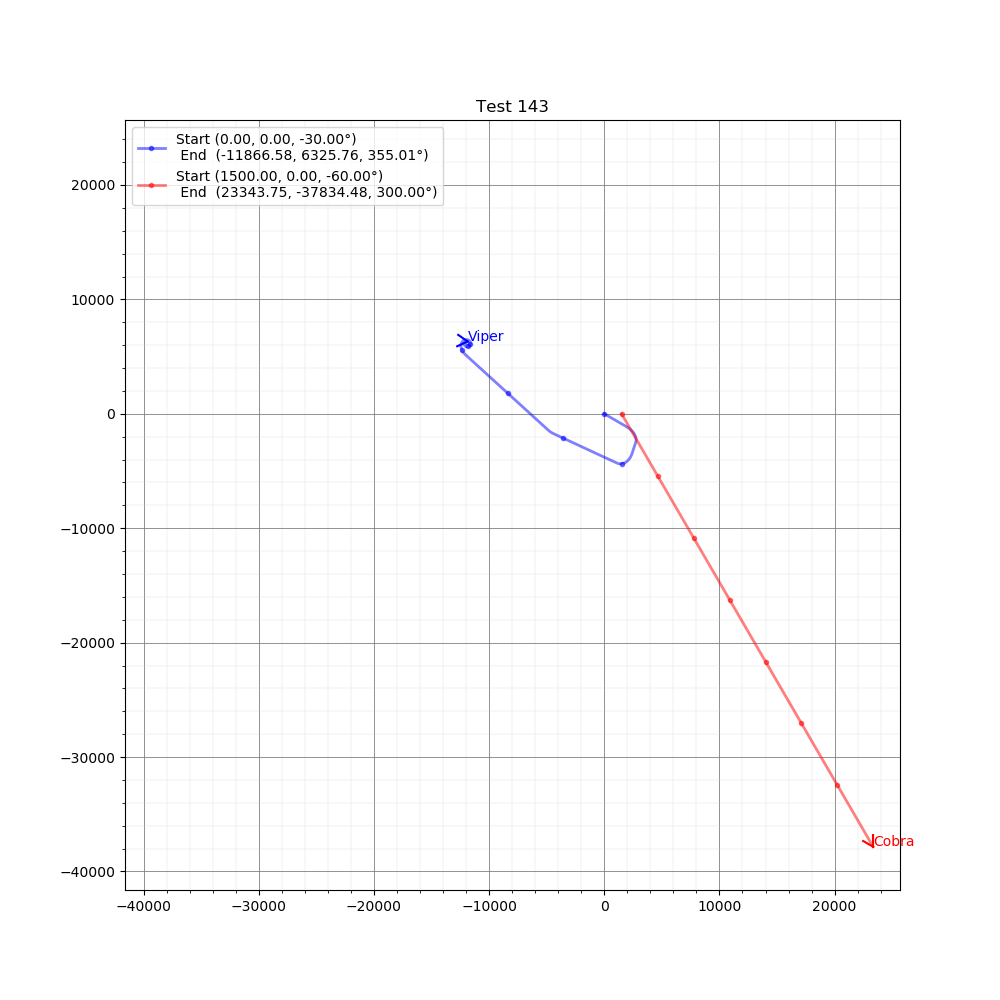 Test 143
Start (0.00, 0.00, -30.00°)
End (-11866.58, 6325.76, 355.01°)
Start (1500.00, 0.00, -60.00°)
End (23343.75, -37834.48, 300.00°)
20000
10000
0
−10000
−20000
−30000
−40000
Viper
Cobra
−40000
−30000
−20000
−10000
0
10000
20000